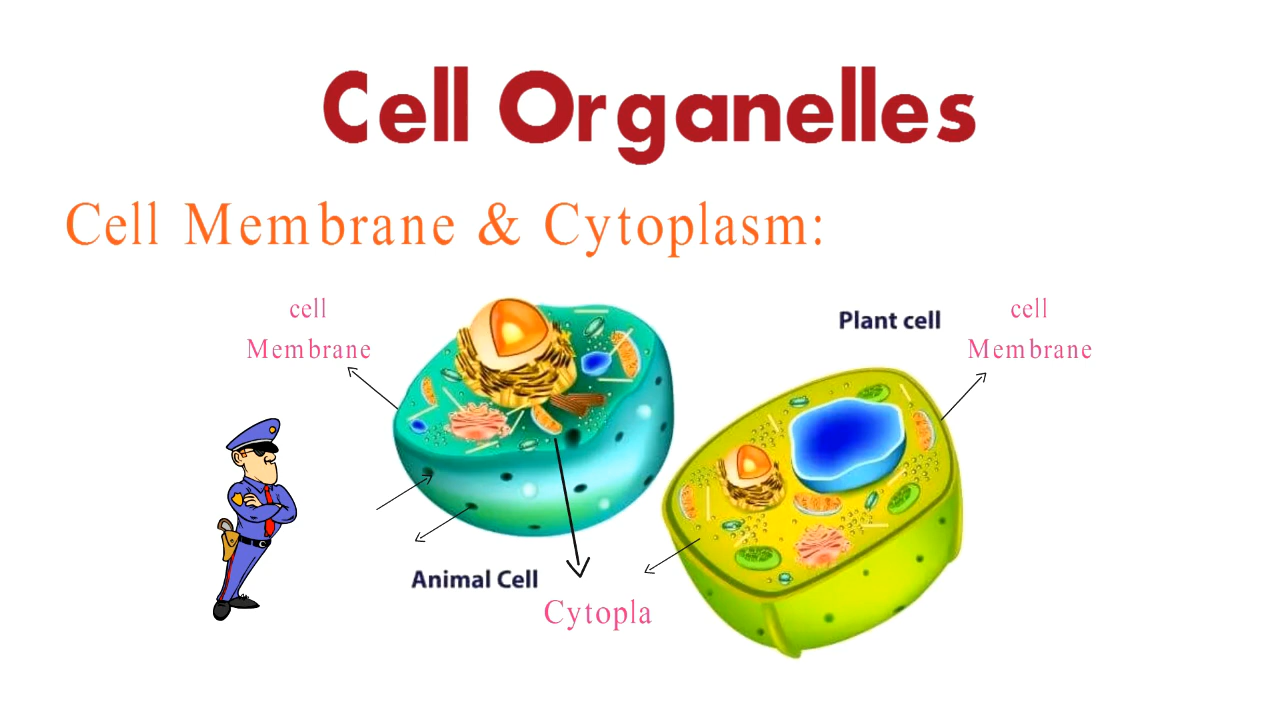 Cell Organelles
Cell Membrane & Cytoplasm:
cell
Membrane
Plant cell
cell
Membrane
Animal Cell
Cytopla